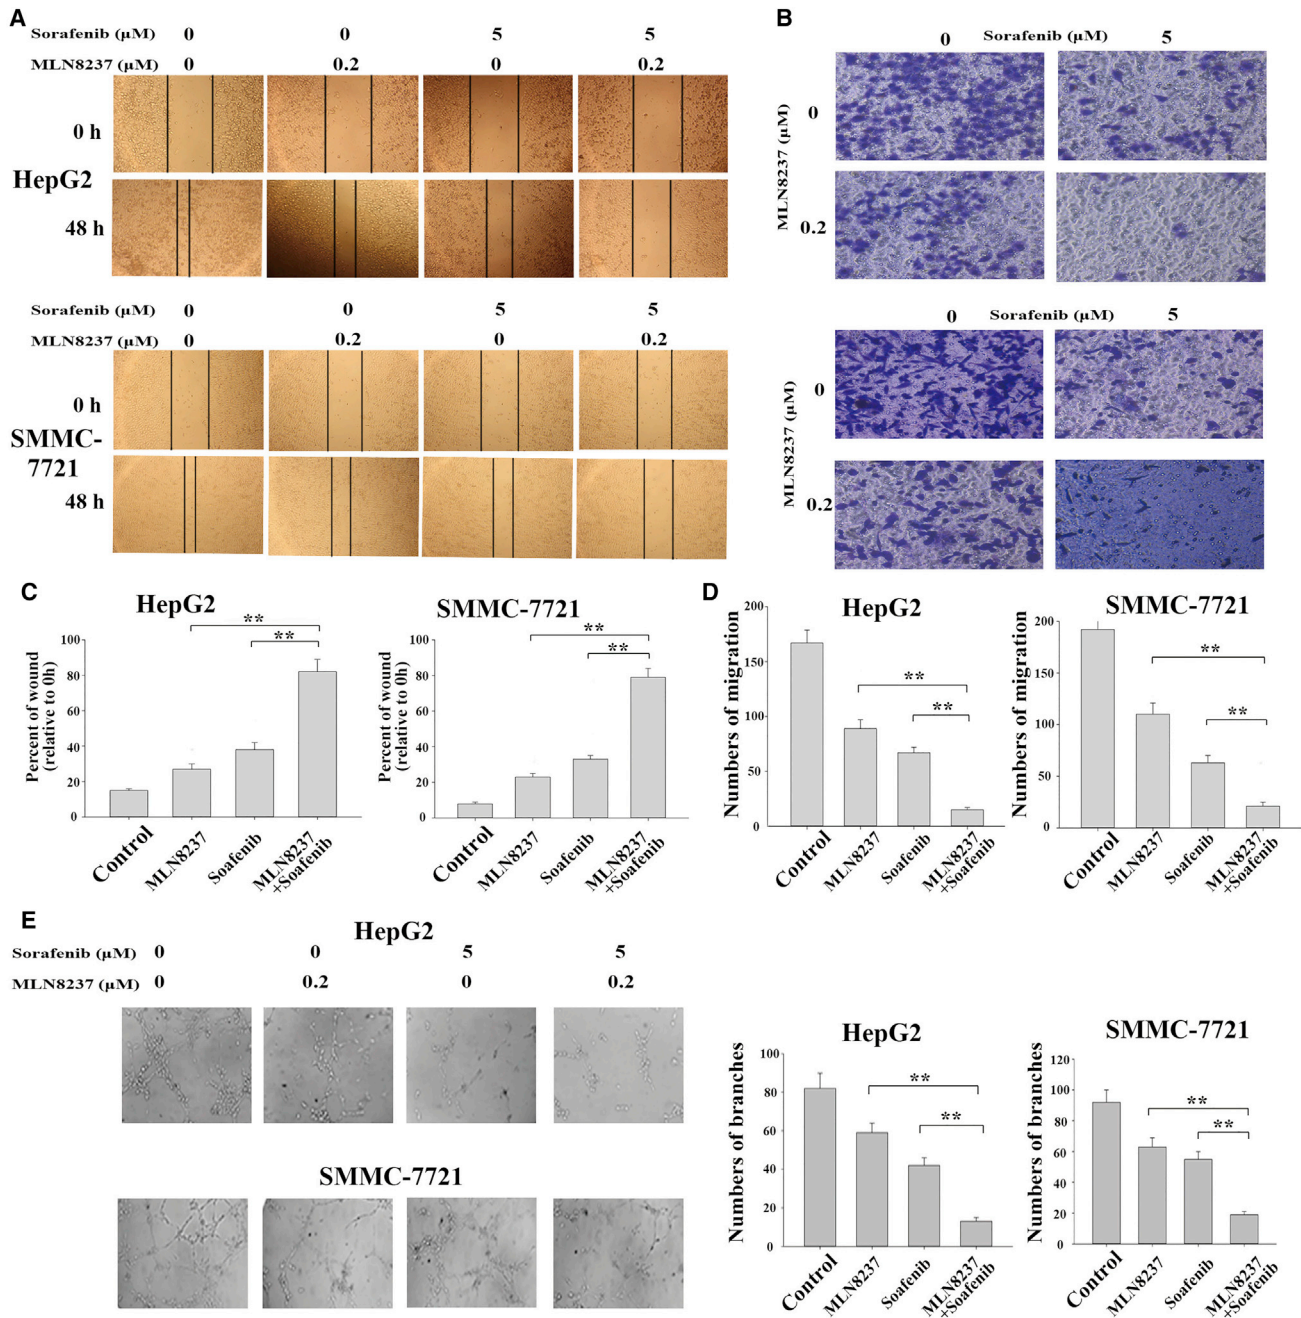 A
Sorafenib (µM) 0 0 5 5
MLN8237 (µM) 0 0.2 0 0.2
0 h
HepG2
48 h
Sorafenib (µM) 0 0 5 5
MLN8237 (µM) 0 0.2 0 0.2
0 h
SMMC-
7721
48 h
B
0 Sorafenib (µM) 5
MLN8237 (µM)
0
0.2
0 Sorafenib (µM) 5
MLN8237 (µM)
0
0.2
C
HepG2
Percent of wound
(relative to 0h)
100
80
60
40
20
0
**
**
Control
MLN8237
Soafenib
MLN8237
+Soafenib
SMMC-7721
Percent of wound
(relative to 0h)
100
80
60
40
20
0
**
**
Control
MLN8237
Soafenib
MLN8237
+Soafenib
D
HepG2
Numbers of migration
200
150
100
50
0
**
**
Control
MLN8237
Soafenib
MLN8237
+Soafenib
SMMC-7721
Numbers of migration
200
150
100
50
0
**
**
Control
MLN8237
Soafenib
MLN8237
+Soafenib
E
HepG2
Sorafenib (µM) 0 0 5 5
MLN8237 (µM) 0 0.2 0 0.2
SMMC-7721
HepG2
Numbers of branches
100
80
60
40
20
0
**
**
Control
MLN8237
Soafenib
MLN8237
+Soafenib
SMMC-7721
Numbers of branches
120
100
80
60
40
20
0
**
**
Control
MLN8237
Soafenib
MLN8237
+Soafenib